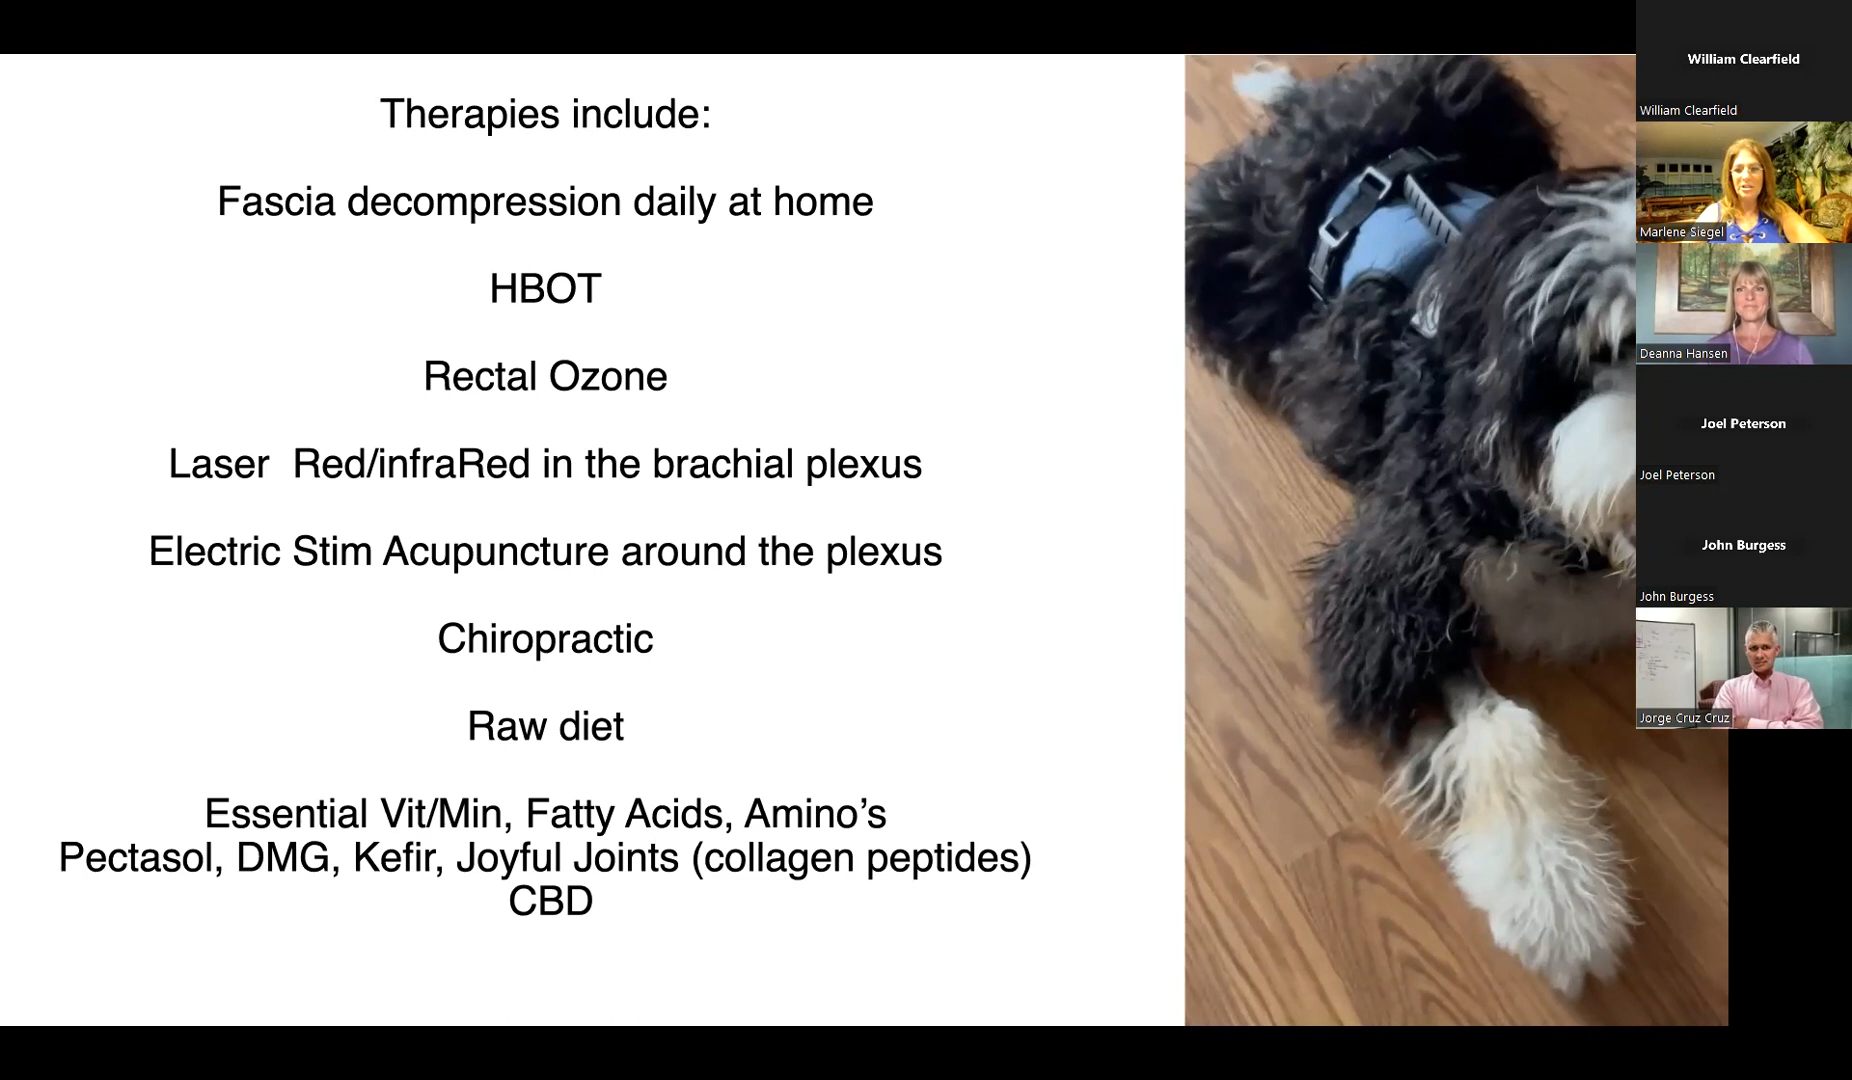 Therapies include:
Fascia decompression daily at home
HBOT
Rectal Ozone
Laser  Red/infraRed in the brachial plexus
Electric Stim Acupuncture around the plexus
Chiropractic
Raw diet
Essential Vit/Min, Fatty Acids, Amino’s
Pectasol, DMG, Kefir, Joyful Joints (collagen peptides)
CBD
William Clearfield
William Clearfield
Marlene Siegel
Deanna Hansen
Joel Peterson
Joel Peterson
John Burgess
John Burgess
Jorge Cruz Cruz